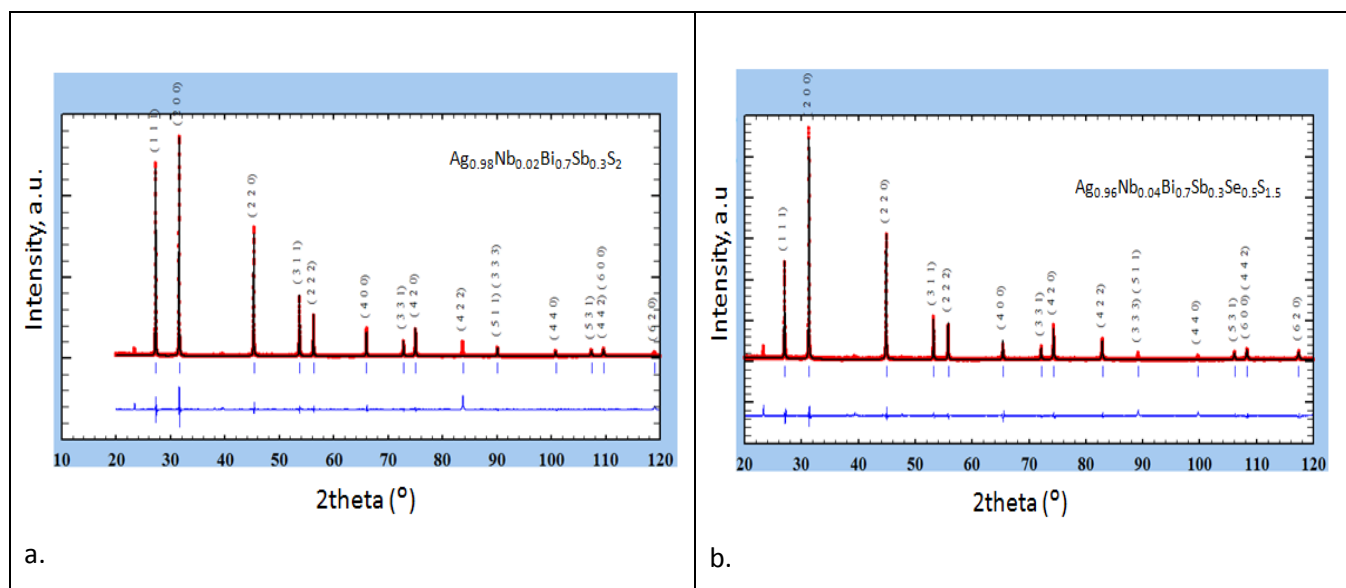 ( 1 1 1)
( 2 0 0)
( 2 2 0)
( 3 1 1)
( 2 2 2)
( 4 0 0)
( 3 3 1)
( 4 2 0)
( 4 2 2)
( 5 1 1) ( 3 3 3)
( 4 4 0)
( 5 3 1)
( 4 4 2) ( 6 0 0)
( 6 2 0)
Ag0.98Nb0.02Bi0.7Sb0.3S2
Intensity, a.u.
10 20 30 40 50 60 70 80 90 100 110 120
2theta (°)
a.
( 1 1 1)
2 0 0)
( 2 2 0)
( 3 1 1)
( 2 2 2)
( 4 0 0)
( 3 3 1)
( 4 2 0)
( 4 2 2)
( 3 3 3) ( 5 1 1)
( 4 4 0)
( 5 3 1)
( 6 0 0) ( 4 4 2)
( 6 2 0)
Ag0.96Nb0.04Bi0.7Sb0.3Se0.5S1.5
Intensity, a.u
20 30 40 50 60 70 80 90 100 110 120
2theta (°)
b.